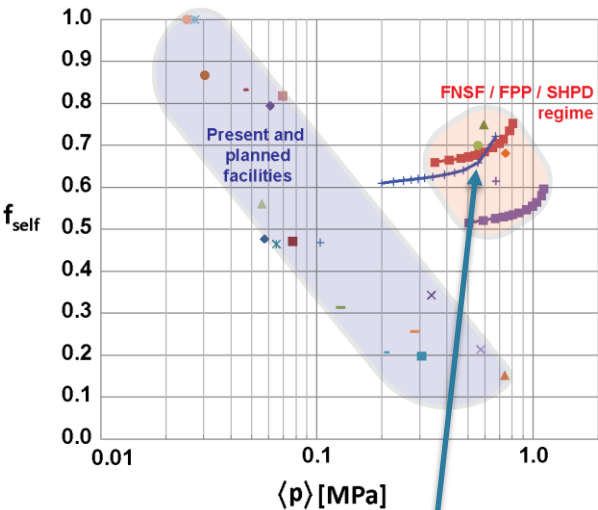 1.0
0.9
0.8
0.7
0.6
0.5
0.4
0.3
0.2
0.1
0.0
f_self
FNSF / FPP / SHPD
regime
Present and
planned
facilities
0.01
0.1
1.0
⟨p⟩ [MPa]